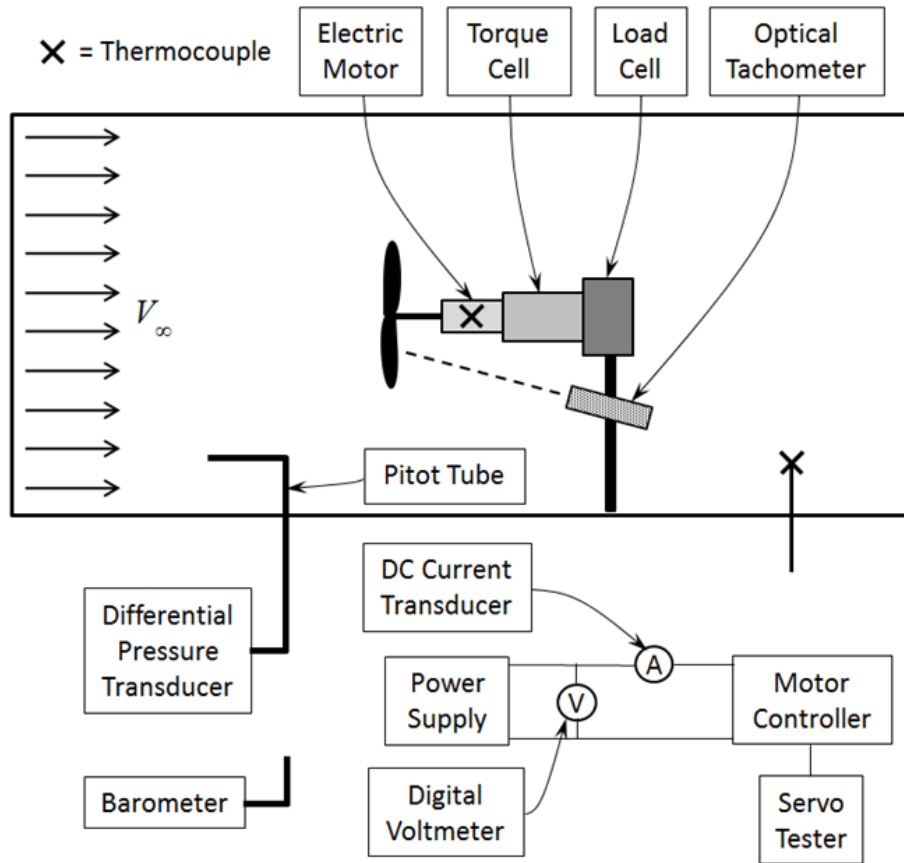 = Thermocouple
Electric
Motor
Torque
Cell
Load
Cell
Optical
Tachometer
V∞
Pitot Tube
Differential
Pressure
Transducer
DC Current
Transducer
A
Power
Supply
V
Motor
Controller
Barometer
Digital
Voltmeter
Servo
Tester